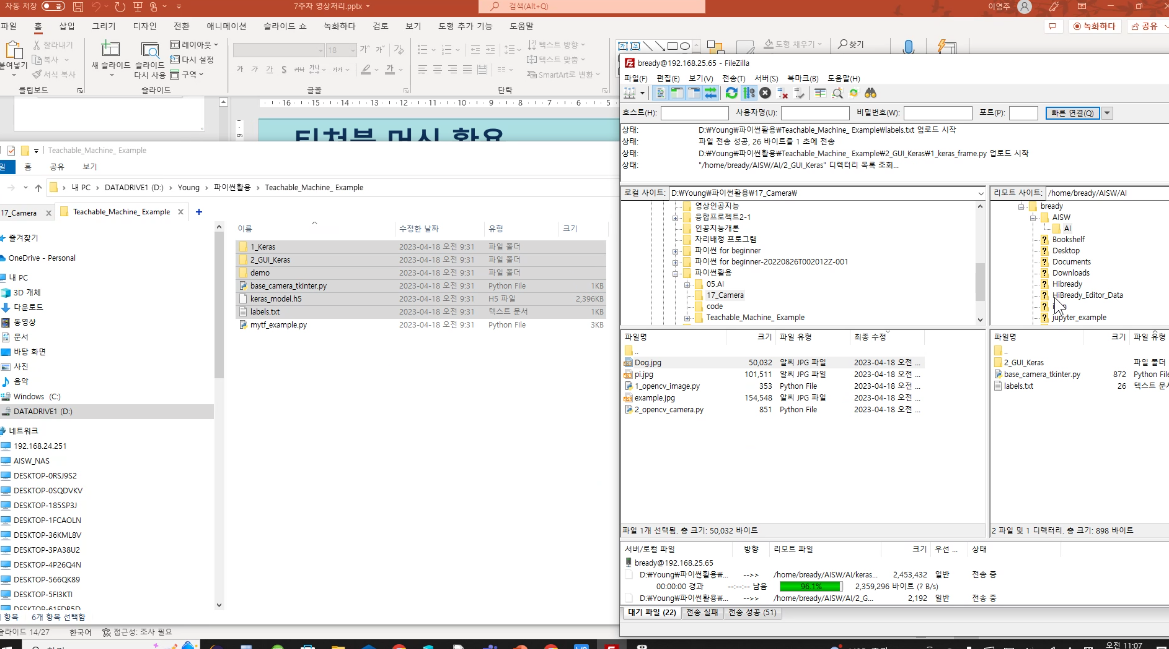 자동 저장
7주자 영상처리.pptx
검색(Alt+Q)
이영주
파일 홈 삽입 그리기 디자인 전환 애니메이션 슬라이드 쇼 녹화하다 검토 보기 도형 추가 기능 도움말
녹화하다 공유
붙여넣기
잘라내기
복사
서식 복사
새 슬라이드
슬라이드 다시 사용
레이아웃
다시 설정
구역
텍스트 방향
텍스트 맞춤
SmartArt로 변환
도형 채우기
찾기
클립보드 슬라이드 글꼴 단락
티처블 머신 활용
Teachable_Machine_ Example
홈 공유 보기
내 PC > DATADRIVE1 (D:) > Young > 파이썬활용 > Teachable_Machine_ Example
17_Camera
Teachable_Machine_ Example
이름 수정한 날짜 유형 크기
1_Keras 2023-04-18 오전 9:31 파일 폴더
2_GUI_Keras 2023-04-18 오전 9:31 파일 폴더
demo 2023-04-18 오전 9:31 파일 폴더
base_camera_tkinter.py 2023-04-18 오전 9:31 Python File 1KB
keras_model.h5 2023-04-18 오전 9:31 H5 파일 2,396KB
labels.txt 2023-04-18 오전 9:31 텍스트 문서 1KB
mytf_example.py 2023-04-18 오전 9:31 Python File 3KB
즐겨찾기
OneDrive - Personal
내 PC
3D 개체
다운로드
동영상
문서
바탕 화면
사진
음악
Windows (C:)
DATADRIVE1 (D:)
네트워크
192.168.24.251
AISW_NAS
DESKTOP-0RSJ9S2
DESKTOP-0SQDVKV
DESKTOP-185SP3J
DESKTOP-1FCAOLN
DESKTOP-36KML8V
DESKTOP-3PA38U2
DESKTOP-4P26Q4N
DESKTOP-566QK89
DESKTOP-5FI3KTI
항목 6개 항목 선택함
슬라이드 14/27 한국어 접근성: 조사 필요
bready@192.168.25.65 - FileZilla
파일(F) 편집(E) 보기(V) 전송(T) 서버(S) 북마크(B) 도움말(H)
호스트(H): 사용자명(U): 비밀번호(W): 포트(P): 빠른 연결(Q)
상태: D:₩Young₩파이썬활용₩Teachable_Machine_ Example₩labels.txt 업로드 시작
상태: 파일 전송 성공, 26 바이트를 1 초에 전송
상태: D:₩Young₩파이썬활용₩Teachable_Machine_ Example₩2_GUI_Keras₩1_keras_frame.py 업로드 시작
상태: "/home/bready/AISW/AI/2_GUI_Keras" 디렉터리 목록 조회...
로컬 사이트: D:₩Young₩파이썬활용₩17_Camera₩
영상인공지능
융합프로젝트2-1
인공지능개론
자리배정 프로그램
파이썬 for beginner
파이썬 for beginner-20220826T002012Z-001
파이썬활용
05.AI
17_Camera
code
Teachable_Machine_ Example
리모트 사이트: /home/bready/AISW/AI
bready
AISW
AI
Bookshelf
Desktop
Documents
Downloads
HIbready
HIBready_Editor_Data
jupyter_example
파일명 크기 파일 유형 최종 수정
..
Dog.jpg 50,032 알씨 JPG 파일 2023-04-18 오전 ...
pi.jpg 101,511 알씨 JPG 파일 2023-04-18 오전 ...
1_opencv_image.py 353 Python File 2023-04-18 오전 ...
example.jpg 154,548 알씨 JPG 파일 2023-04-18 오전 ...
2_opencv_camera.py 851 Python File 2023-04-18 오전 ...
파일 1개 선택됨. 총 크기: 50,032 바이트
파일명 크기 파일 유형
..
2_GUI_Keras 파일 폴더
base_camera_tkinter.py 872 Python File
labels.txt 26 텍스트 문서
2 파일 및 1 디렉터리. 총 크기: 898 바이트
서버/로컬 파일 방향 리모트 파일 크기 우선 ... 상태
bready@192.168.25.65
D:₩Young₩파이썬활용₩... -->> /home/bready/AISW/AI/keras... 2,453,432 일반 전송 중
00:00:00 경과 --:--:-- 남음 96.1% 2,359,296 바이트 (? B/s)
D:₩Young₩파이썬활용₩... -->> /home/bready/AISW/AI/2_G... 2,192 일반 전송 중
대기 파일 (22) 전송 실패 전송 성공 (51)
오전 11:07